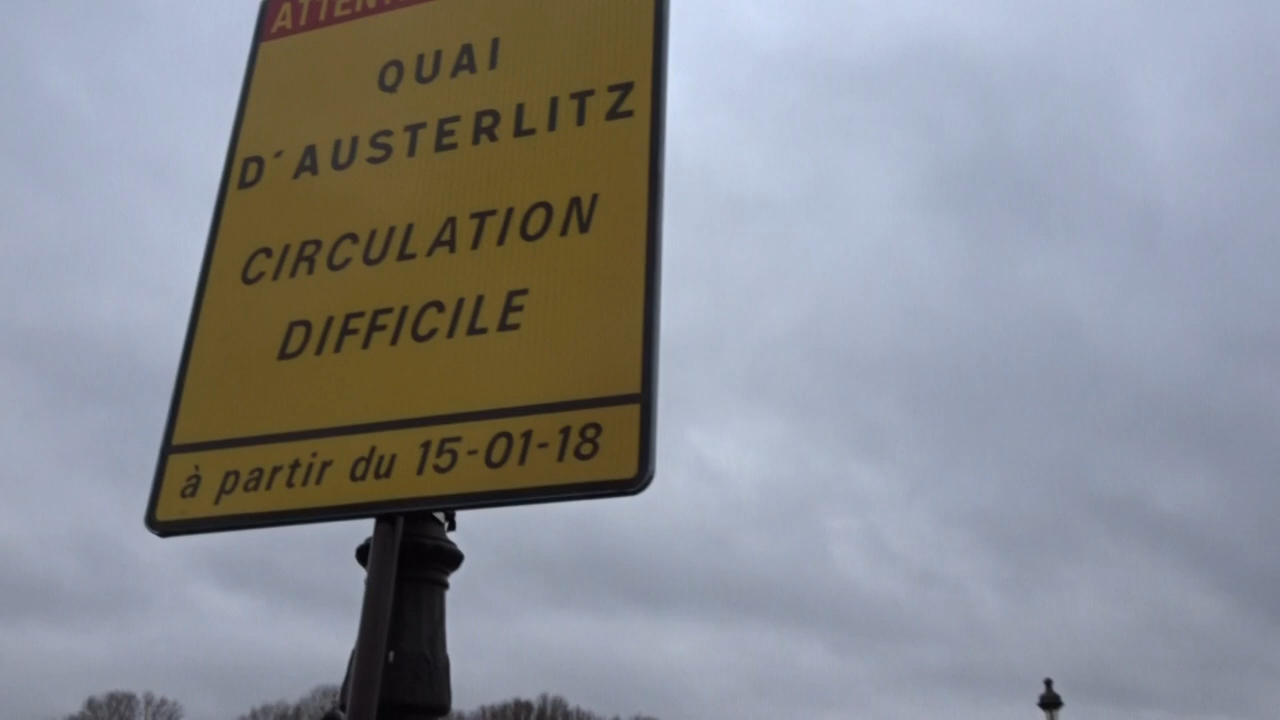 QUAI
D'AUSTERLITZ
CIRCULATION
DIFFICILE
à partir du 15-01-18